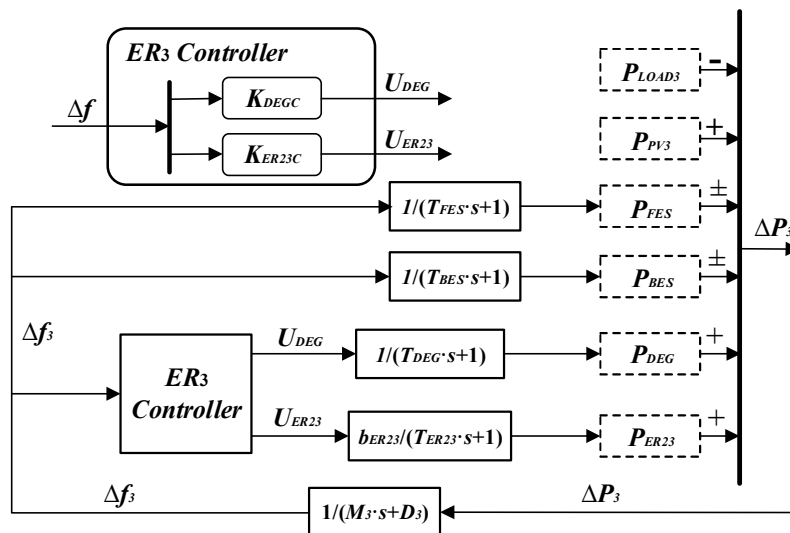 ER3 Controller
Δf
KDEGC
UDEG
KER23C
UER23
PLOAD3
-
PPV3
+
1/(TFES·s+1)
PFES
±
ΔP3
1/(TBES·s+1)
PBES
±
Δf3
ER3
Controller
UDEG
1/(TDEG·s+1)
PDEG
+
UER23
bER23/(TER23·s+1)
PER23
+
Δf3
1/(M3·s+D3)
ΔP3